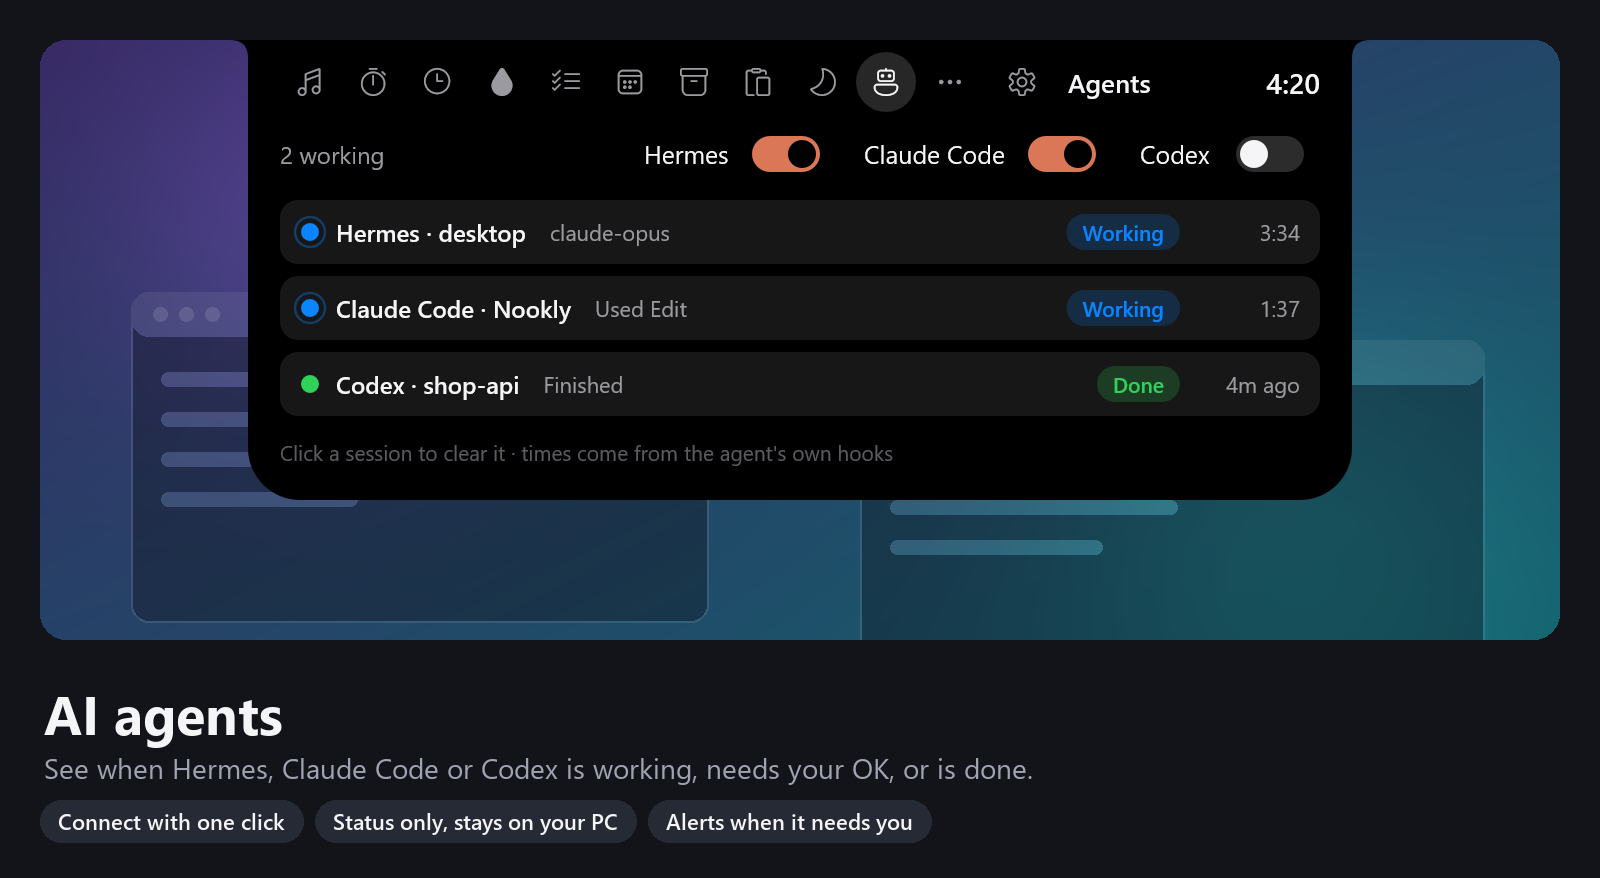 Agents 4:20
2 working Hermes Claude Code Codex
Hermes · desktop claude-opus Working 3:34
Claude Code · Nookly Used Edit Working 1:37
Codex · shop-api Finished Done 4m ago
Click a session to clear it · times come from the agent's own hooks
AI agents
See when Hermes, Claude Code or Codex is working, needs your OK, or is done.
Connect with one click Status only, stays on your PC Alerts when it needs you